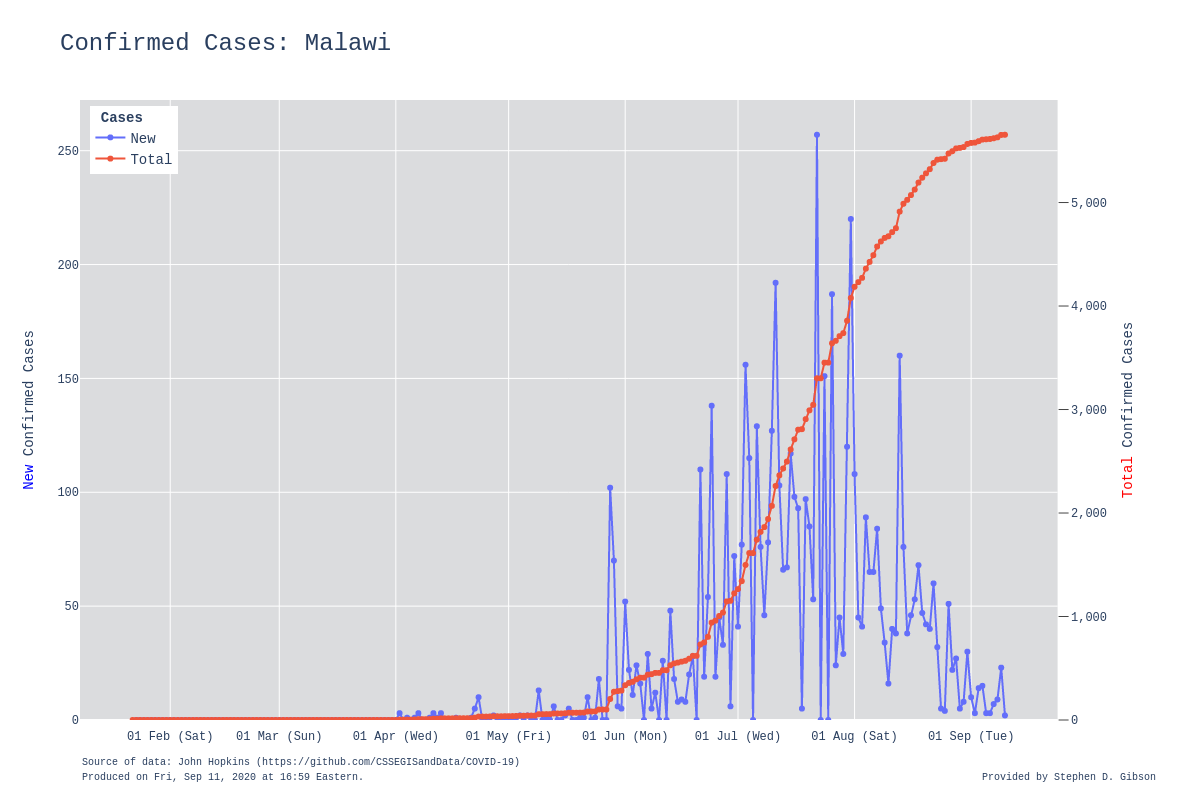 Confirmed Cases: Malawi
Cases
New
Total
250
200
150
100
50
0
5,000
4,000
3,000
2,000
1,000
0
New Confirmed Cases
Total Confirmed Cases
01 Feb (Sat)
01 Mar (Sun)
01 Apr (Wed)
01 May (Fri)
01 Jun (Mon)
01 Jul (Wed)
01 Aug (Sat)
01 Sep (Tue)
Source of data: John Hopkins (https://github.com/CSSEGISandData/COVID-19)
Produced on Fri, Sep 11, 2020 at 16:59 Eastern.
Provided by Stephen D. Gibson